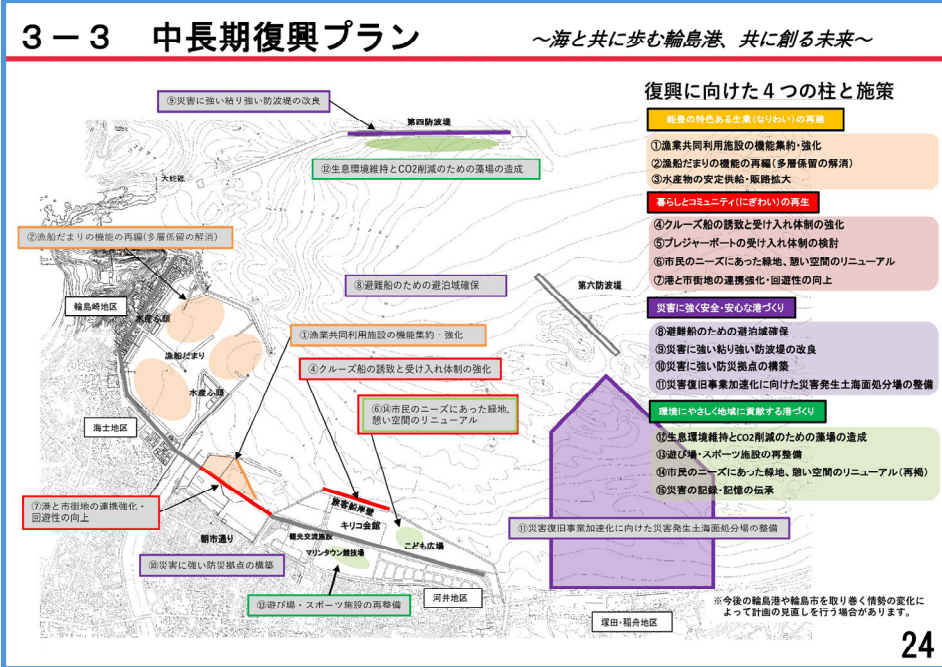 ３－３　中長期復興プラン
～海と共に歩む輪島港、共に創る未来～
⑨災害に強い粘り強い防波堤の改良
第四防波堤
⑫生息環境維持とCO2削減のための藻場の造成
大蛇礁
②漁船だまりの機能の再編(多層係留の解消)
⑧避難船のための避泊域確保
第六防波堤
輪島崎地区
水産ふ頭
漁船だまり
水産ふ頭
海士地区
①漁業共同利用施設の機能集約・強化
④クルーズ船の誘致と受け入れ体制の強化
⑥⑭市民のニーズにあった緑地、
憩い空間のリニューアル
⑦港と市街地の連携強化・
回遊性の向上
朝市通り
旅客船岸壁
キリコ会館
観光交流施設
マリンタウン競技場
こども広場
⑩災害に強い防災拠点の構築
⑬遊び場・スポーツ施設の再整備
河井地区
⑪災害復旧事業加速化に向けた災害発生土海面処分場の整備
塚田・稲舟地区
復興に向けた４つの柱と施策
能登の特色ある生業(なりわい)の再建
①漁業共同利用施設の機能集約・強化
②漁船だまりの機能の再編(多層係留の解消)
③水産物の安定供給・販路拡大
暮らしとコミュニティ(にぎわい)の再生
④クルーズ船の誘致と受け入れ体制の強化
⑤プレジャーボートの受け入れ体制の検討
⑥市民のニーズにあった緑地、憩い空間のリニューアル
⑦港と市街地の連携強化・回遊性の向上
災害に強く安全・安心な港づくり
⑧避難船のための避泊域確保
⑨災害に強い粘り強い防波堤の改良
⑩災害に強い防災拠点の構築
⑪災害復旧事業加速化に向けた災害発生土海面処分場の整備
環境にやさしく地域に貢献する港づくり
⑫生息環境維持とCO2削減のための藻場の造成
⑬遊び場・スポーツ施設の再整備
⑭市民のニーズにあった緑地、憩い空間のリニューアル(再掲)
⑮災害の記録・記憶の伝承
※今後の輪島港や輪島市を取り巻く情勢の変化に
よって計画の見直しを行う場合があります。
24